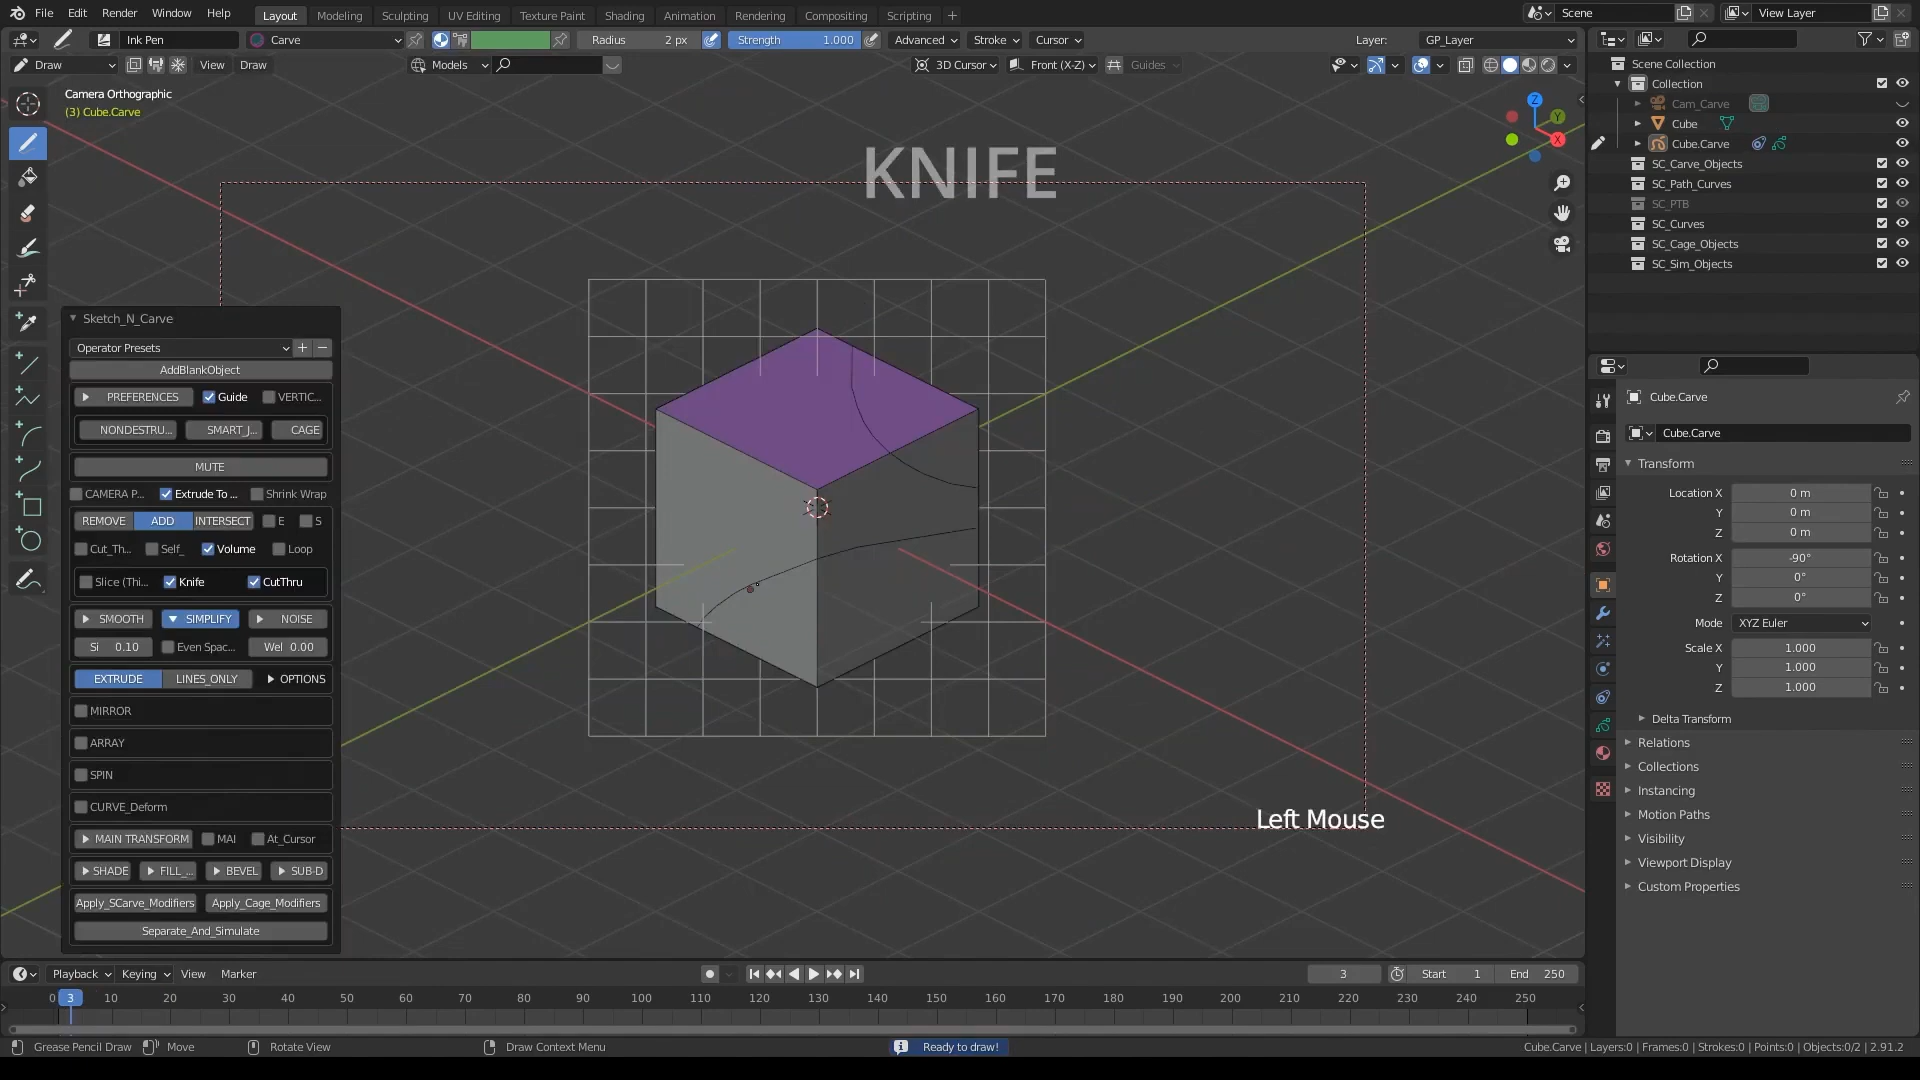 File Edit Render Window Help Layout Modeling Sculpting UV Editing Texture Paint Shading Animation Rendering Compositing Scripting + Scene View Layer
Ink Pen Carve Radius 2 px Strength 1.000 Advanced Stroke Cursor Layer: GP_Layer
Draw View Draw Models 3D Cursor Front (X-Z) Guides
Camera Orthographic
(3) Cube.Carve
KNIFE
Z
Y
X
Scene Collection
Collection
Cam_Carve
Cube
Cube.Carve
SC_Carve_Objects
SC_Path_Curves
SC_PTB
SC_Curves
SC_Cage_Objects
SC_Sim_Objects
Sketch_N_Carve
Operator Presets + −
AddBlankObject
PREFERENCES Guide VERTIC...
NONDESTRU... SMART_J... CAGE
MUTE
CAMERA P... Extrude To ... Shrink Wrap
REMOVE ADD INTERSECT E S
Cut_Th... Self_ Volume Loop
Slice (Thi... Knife CutThru
SMOOTH SIMPLIFY NOISE
Si 0.10 Even Spac... Wel 0.00
EXTRUDE LINES_ONLY OPTIONS
MIRROR
ARRAY
SPIN
CURVE_Deform
MAIN TRANSFORM MAI At_Cursor
SHADE FILL_... BEVEL SUB-D
Apply_SCarve_Modifiers Apply_Cage_Modifiers
Separate_And_Simulate
Left Mouse
Cube.Carve
Cube.Carve
Transform
Location X 0 m
Y 0 m
Z 0 m
Rotation X -90°
Y 0°
Z 0°
Mode XYZ Euler
Scale X 1.000
Y 1.000
Z 1.000
Delta Transform
Relations
Collections
Instancing
Motion Paths
Visibility
Viewport Display
Custom Properties
Playback Keying View Marker 3 Start 1 End 250
0 3 10 20 30 40 50 60 70 80 90 100 110 120 130 140 150 160 170 180 190 200 210 220 230 240 250
Grease Pencil Draw Move Rotate View Draw Context Menu Ready to draw! Cube.Carve | Layers:0 | Frames:0 | Strokes:0 | Points:0 | Objects:0/2 | 2.91.2